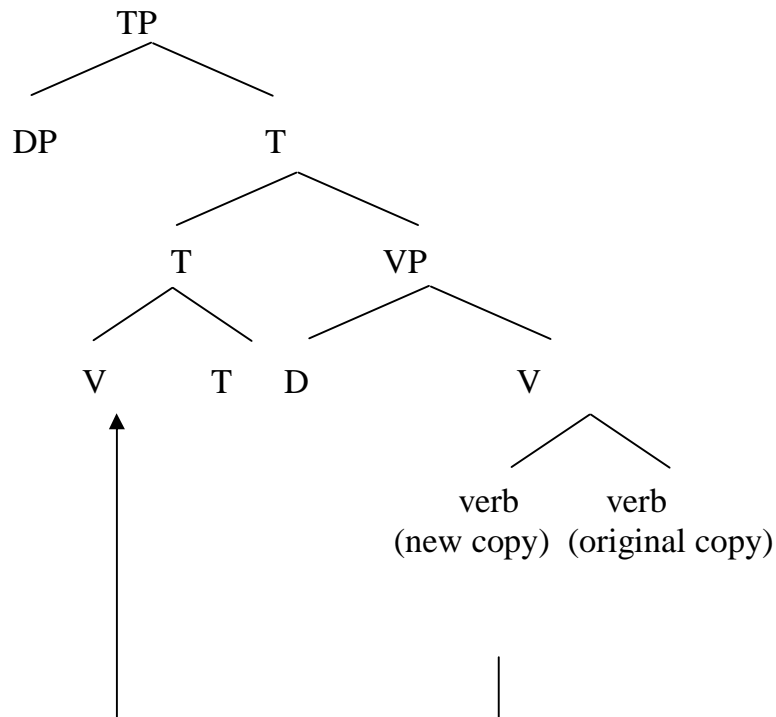 TP
DP T
T VP
V T D V
verb verb
(new copy) (original copy)